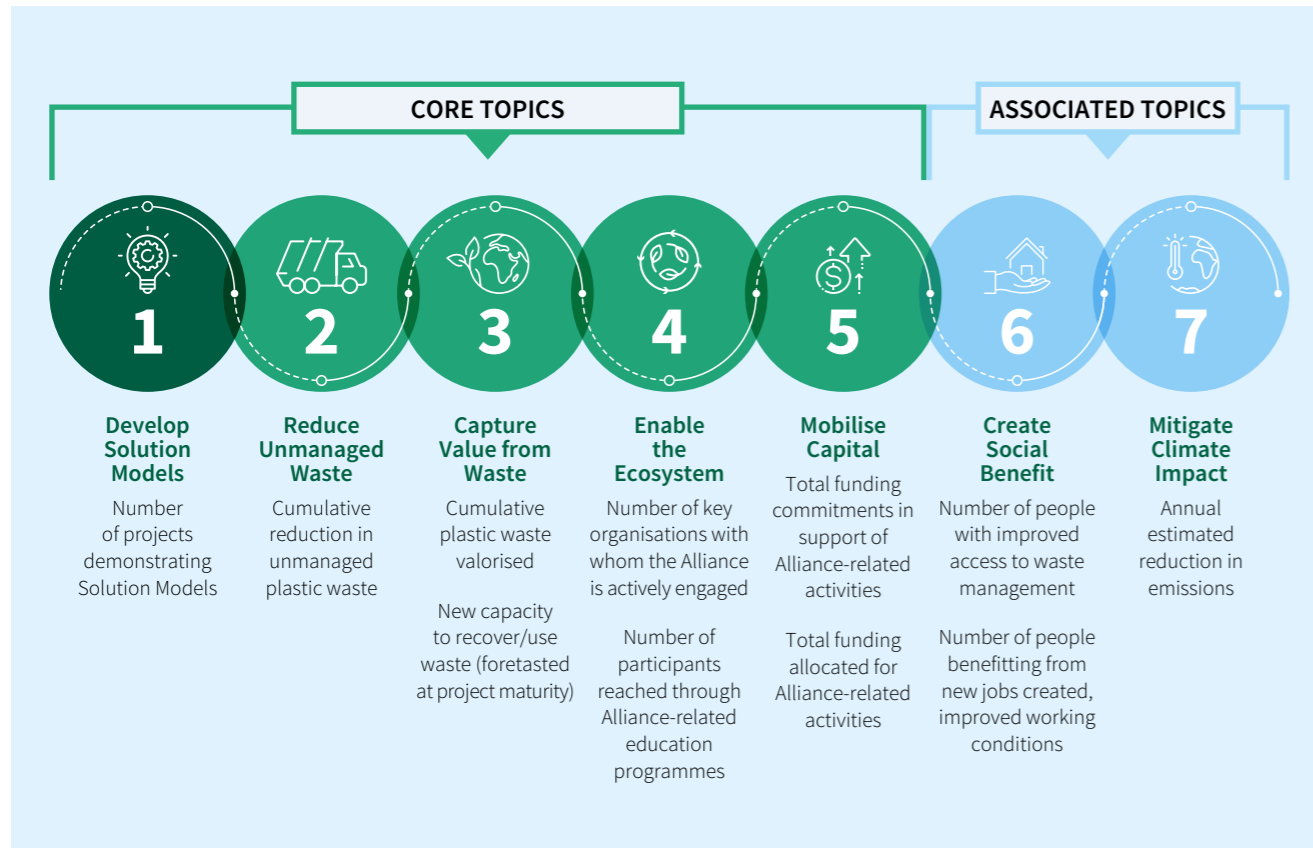 CORE TOPICS
ASSOCIATED TOPICS
$
1
2
3
4
5
6
7
Develop
Solution
Models
Number
of projects
demonstrating
Solution Models
Reduce
Unmanaged
Waste
Cumulative
reduction in
unmanaged
plastic waste
Capture
Value from
Waste
Cumulative
plastic waste
valorised
New capacity
to recover/use
waste (foretasted
at project maturity)
Enable
the
Ecosystem
Number of key
organisations with
whom the Alliance
is actively engaged
Number of
participants
reached through
Alliance-related
education
programmes
Mobilise
Capital
Total funding
commitments in
support of
Alliance-related
activities
Total funding
allocated for
Alliance-related
activities
Create
Social
Benefit
Number of people
with improved
access to waste
management
Number of people
benefitting from
new jobs created,
improved working
conditions
Mitigate
Climate
Impact
Annual
estimated
reduction in
emissions